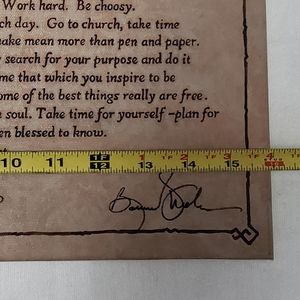 Work hard. Be choosy.
ch day. Go to church, take time
ake mean more than pen and paper.
search for your purpose and do it
me that which you inspire to be
ome of the best things really are free.
soul. Take time for yourself -plan for
en blessed to know.
10 11 1F 12 13 1F 14 15 4F